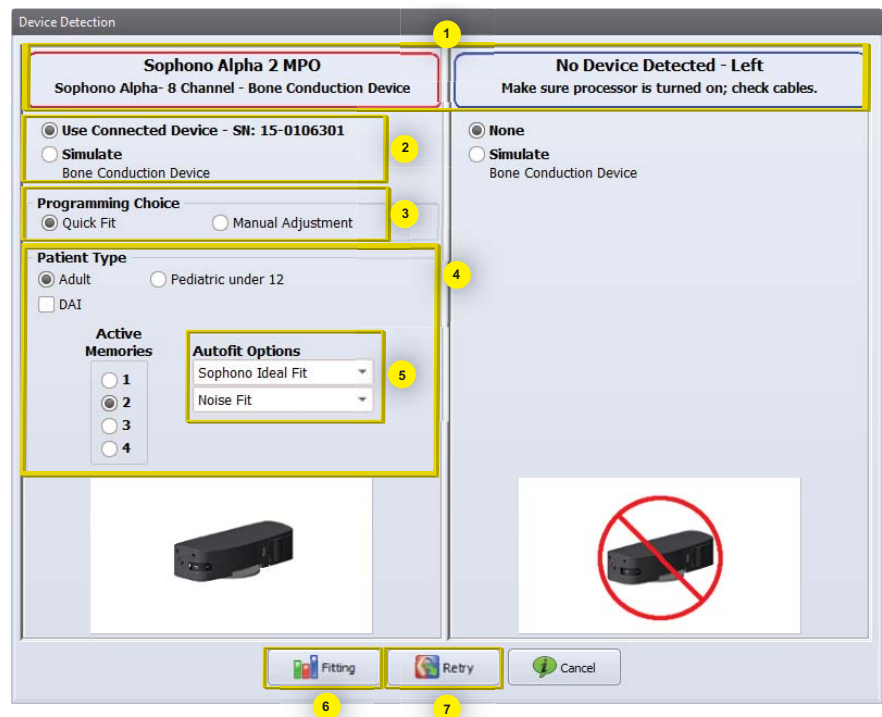 Device Detection
1
Sophono Alpha 2 MPO
Sophono Alpha- 8 Channel - Bone Conduction Device
No Device Detected - Left
Make sure processor is turned on; check cables.
Use Connected Device - SN: 15-0106301
Simulate
Bone Conduction Device
2
None
Simulate
Bone Conduction Device
Programming Choice
Quick Fit
Manual Adjustment
3
Patient Type
Adult
Pediatric under 12
DAI
4
Active
Memories
1
2
3
4
Autofit Options
Sophono Ideal Fit
Noise Fit
5
Fitting
Retry
Cancel
6
7